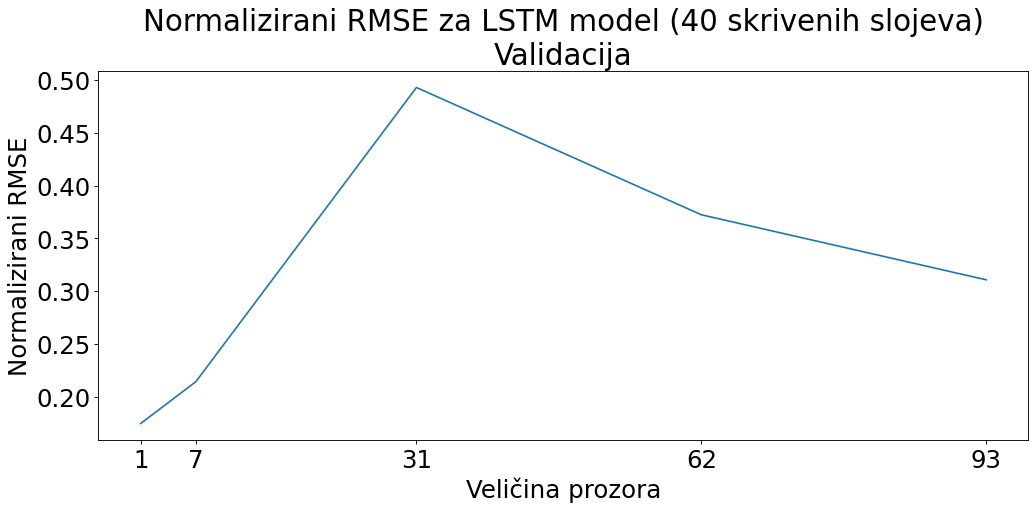 Normalizirani RMSE za LSTM model (40 skrivenih slojeva)
Validacija
Normalizirani RMSE
0.50
0.45
0.40
0.35
0.30
0.25
0.20
1 7 31 62 93
Veličina prozora